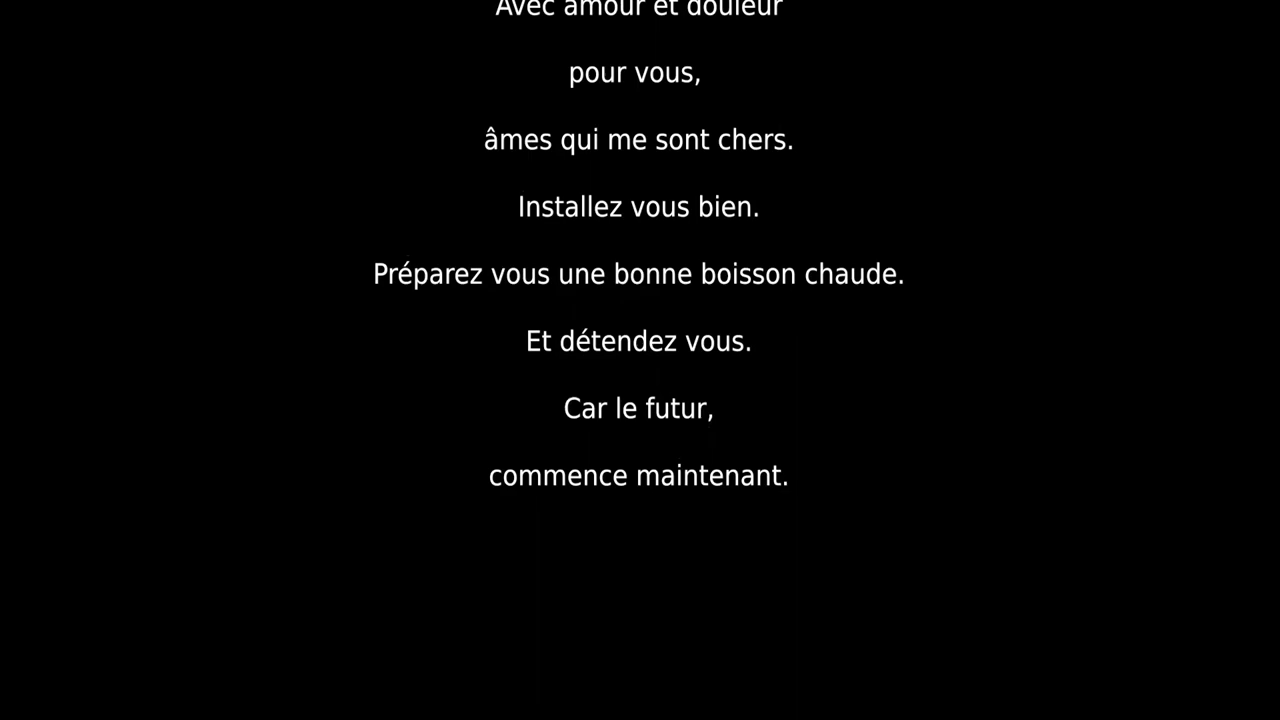 Avec amour et douleur
pour vous,
âmes qui me sont chers.
Installez vous bien.
Préparez vous une bonne boisson chaude.
Et détendez vous.
Car le futur,
commence maintenant.